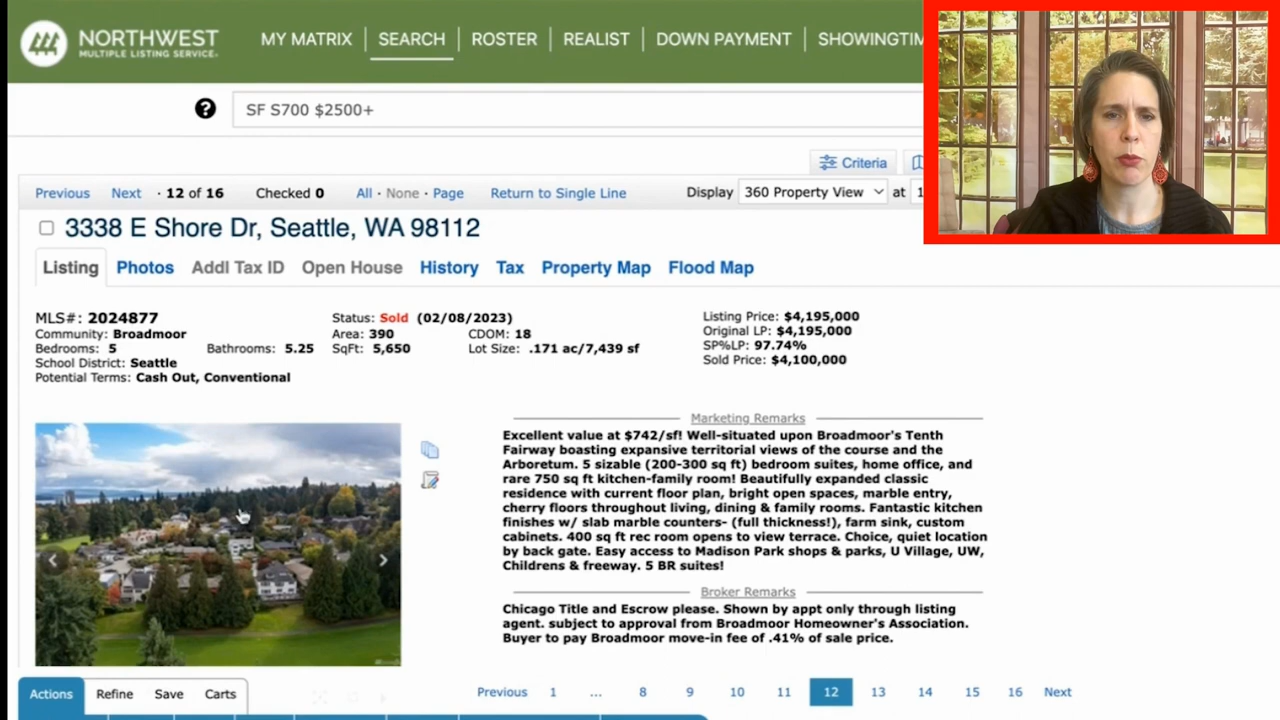 NORTHWEST
MULTIPLE LISTING SERVICE
MY MATRIX
SEARCH
ROSTER
REALIST
DOWN PAYMENT
SHOWINGTIM
SF S700 $2500+
Criteria
Previous Next · 12 of 16 Checked 0 All · None · Page Return to Single Line Display 360 Property View at 1
3338 E Shore Dr, Seattle, WA 98112
Listing Photos Addl Tax ID Open House History Tax Property Map Flood Map
MLS#: 2024877
Community: Broadmoor
Bedrooms: 5 Bathrooms: 5.25
School District: Seattle
Potential Terms: Cash Out, Conventional
Status: Sold (02/08/2023)
Area: 390 CDOM: 18
SqFt: 5,650 Lot Size: .171 ac/7,439 sf
Listing Price: $4,195,000
Original LP: $4,195,000
SP%LP: 97.74%
Sold Price: $4,100,000
Marketing Remarks
Excellent value at $742/sf! Well-situated upon Broadmoor's Tenth
Fairway boasting expansive territorial views of the course and the
Arboretum. 5 sizable (200-300 sq ft) bedroom suites, home office, and
rare 750 sq ft kitchen-family room! Beautifully expanded classic
residence with current floor plan, bright open spaces, marble entry,
cherry floors throughout living, dining & family rooms. Fantastic kitchen
finishes w/ slab marble counters- (full thickness!), farm sink, custom
cabinets. 400 sq ft rec room opens to view terrace. Choice, quiet location
by back gate. Easy access to Madison Park shops & parks, U Village, UW,
Childrens & freeway. 5 BR suites!
Broker Remarks
Chicago Title and Escrow please. Shown by appt only through listing
agent. subject to approval from Broadmoor Homeowner's Association.
Buyer to pay Broadmoor move-in fee of .41% of sale price.
Actions Refine Save Carts
Previous 1 ... 8 9 10 11 12 13 14 15 16 Next